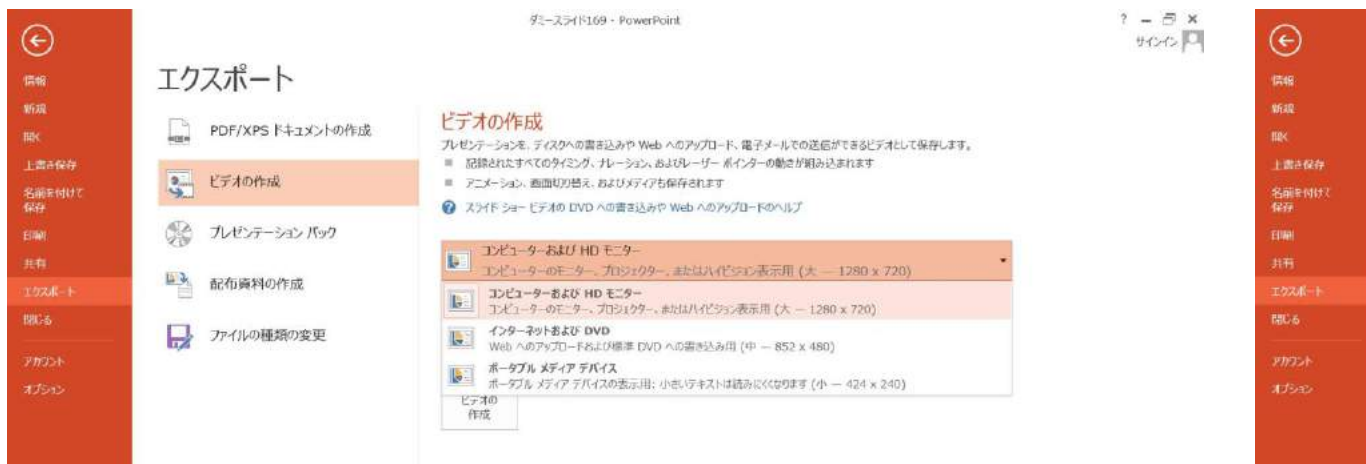 ダミースライド169 - PowerPoint
サインイン
情報
新規
開く
上書き保存
名前を付けて
保存
印刷
共有
エクスポート
閉じる
アカウント
オプション
エクスポート
PDF/XPS ドキュメントの作成
ビデオの作成
プレゼンテーション パック
配布資料の作成
ファイルの種類の変更
ビデオの作成
プレゼンテーションを、ディスクへの書き込みや Web へのアップロード、電子メールでの送信ができるビデオとして保存します。
記録されたすべてのタイミング、ナレーション、およびレーザー ポインターの動きが組み込まれます
アニメーション、画面切り替え、およびメディアも保存されます
スライド ショー ビデオの DVD への書き込みや Web へのアップロードのヘルプ
コンピューターおよび HD モニター
コンピューターのモニター、プロジェクター、またはハイビジョン表示用 (大 ― 1280 x 720)
コンピューターおよび HD モニター
コンピューターのモニター、プロジェクター、またはハイビジョン表示用 (大 ― 1280 x 720)
インターネットおよび DVD
Web へのアップロードおよび標準 DVD への書き込み用 (中 ― 852 x 480)
ポータブル メディア デバイス
ポータブル メディア デバイスの表示用: 小さいテキストは読みにくくなります (小 ― 424 x 240)
ビデオの
作成
情報
新規
開く
上書き保存
名前を付けて
保存
印刷
共有
エクスポート
閉じる
アカウント
オプション